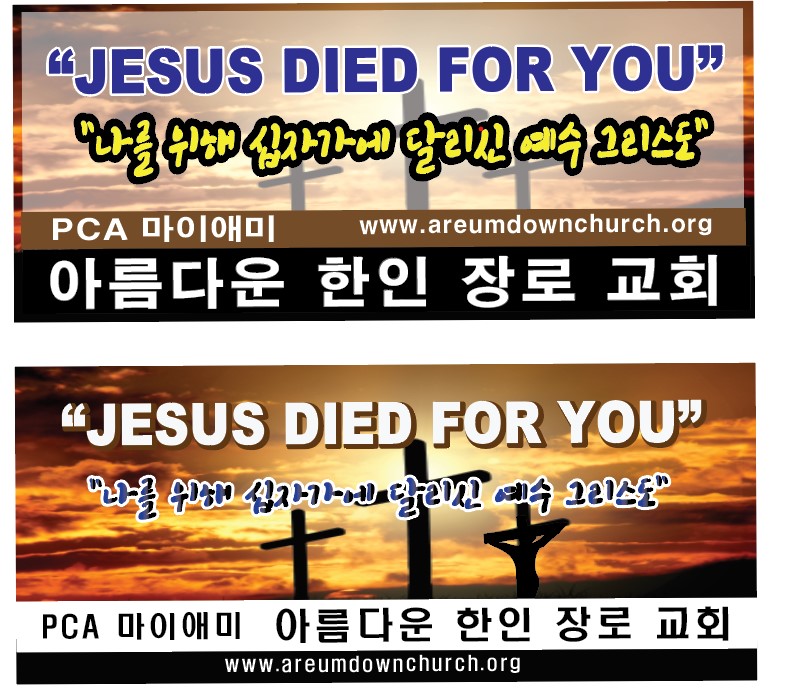 “JESUS DIED FOR YOU”
"나를 위해 십자가에 달리신 예수 그리스도"
PCA 마이애미 www.areumdownchurch.org
아름다운 한인 장로 교회
“JESUS DIED FOR YOU”
"나를 위해 십자가에 달리신 예수 그리스도"
PCA 마이애미 아름다운 한인 장로 교회
www.areumdownchurch.org